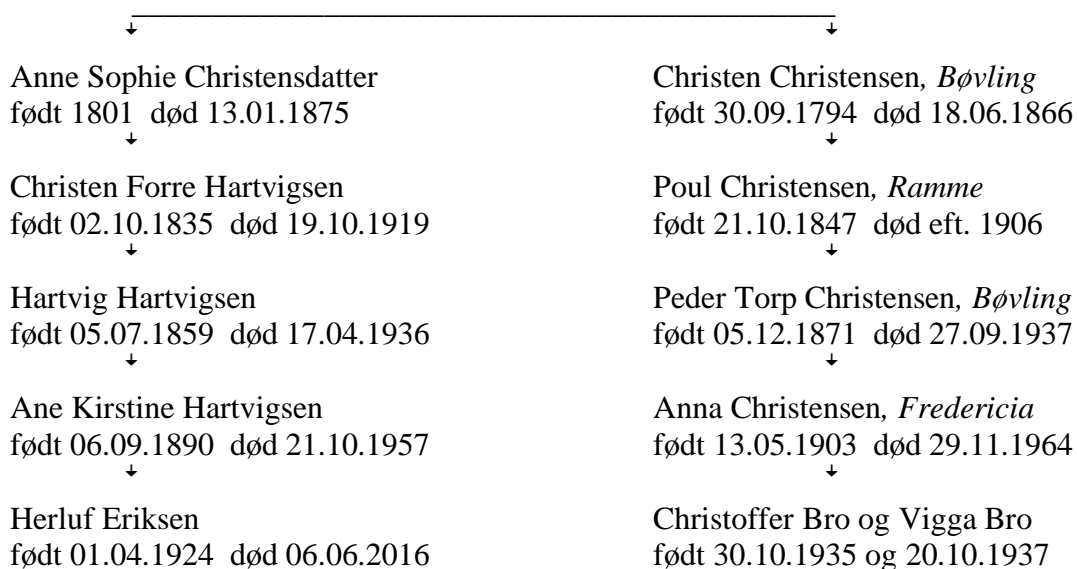 Anne Sophie Christensdatter
født 1801 død 13.01.1875
Christen Forre Hartvigsen
født 02.10.1835 død 19.10.1919
Hartvig Hartvigsen
født 05.07.1859 død 17.04.1936
Ane Kirstine Hartvigsen
født 06.09.1890 død 21.10.1957
Herluf Eriksen
født 01.04.1924 død 06.06.2016
Christen Christensen, Bøvling
født 30.09.1794 død 18.06.1866
Poul Christensen, Ramme
født 21.10.1847 død eft. 1906
Peder Torp Christensen, Bøvling
født 05.12.1871 død 27.09.1937
Anna Christensen, Fredericia
født 13.05.1903 død 29.11.1964
Christoffer Bro og Vigga Bro
født 30.10.1935 og 20.10.1937